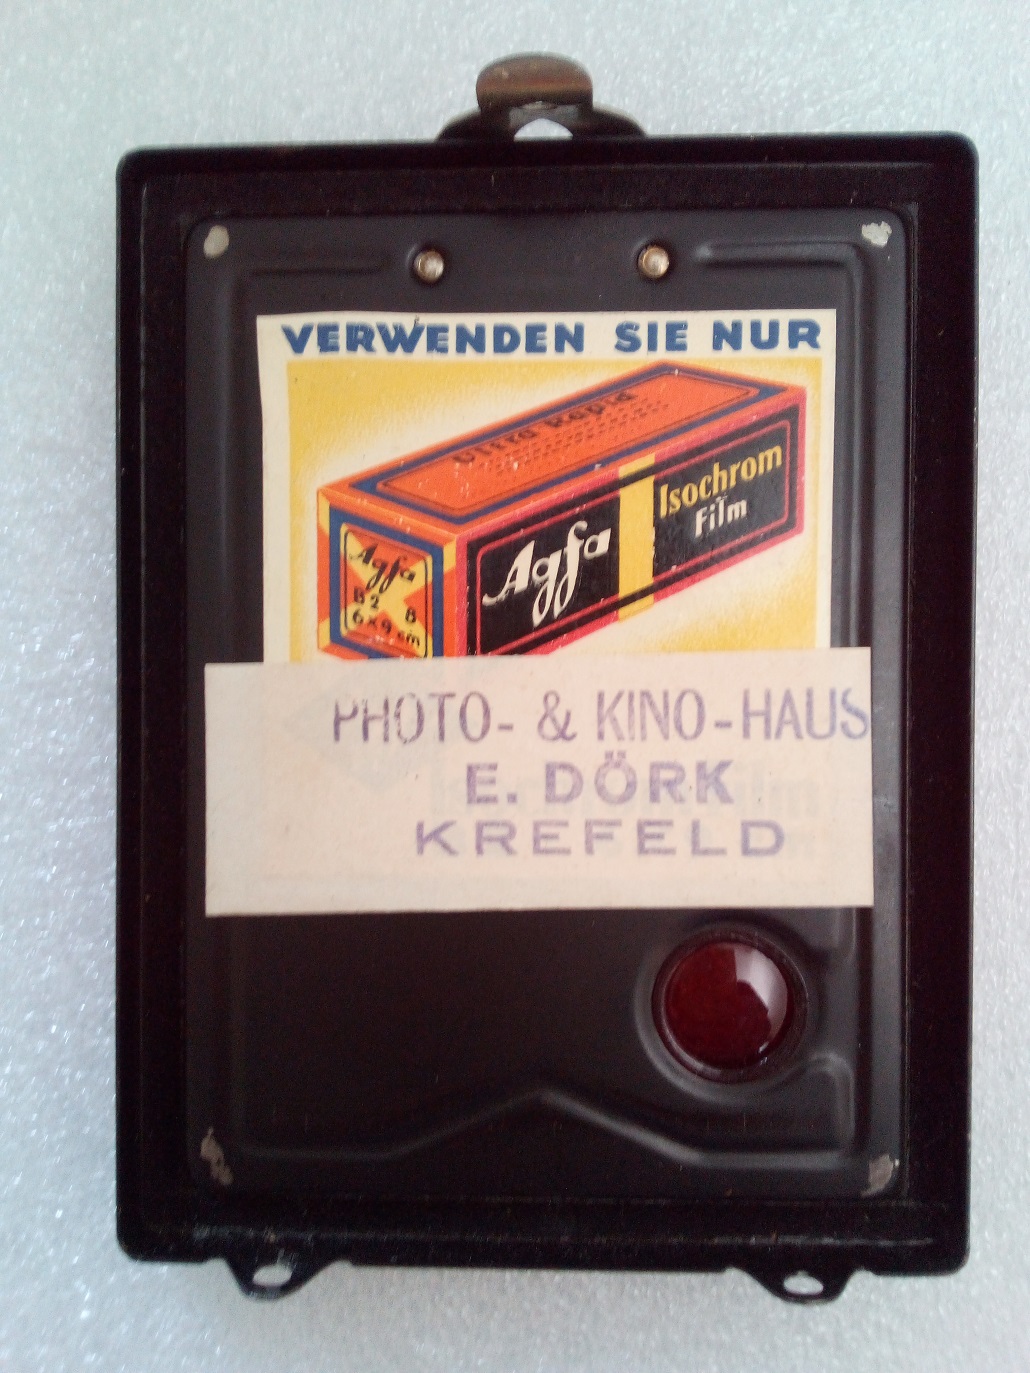 VERWENDEN SIE NUR
Ultra Rapid
Agfa
Isochrom
Film
Agfa
B2 8
6x9 cm
PHOTO- & KINO-HAUS
E. DÖRK
KREFELD